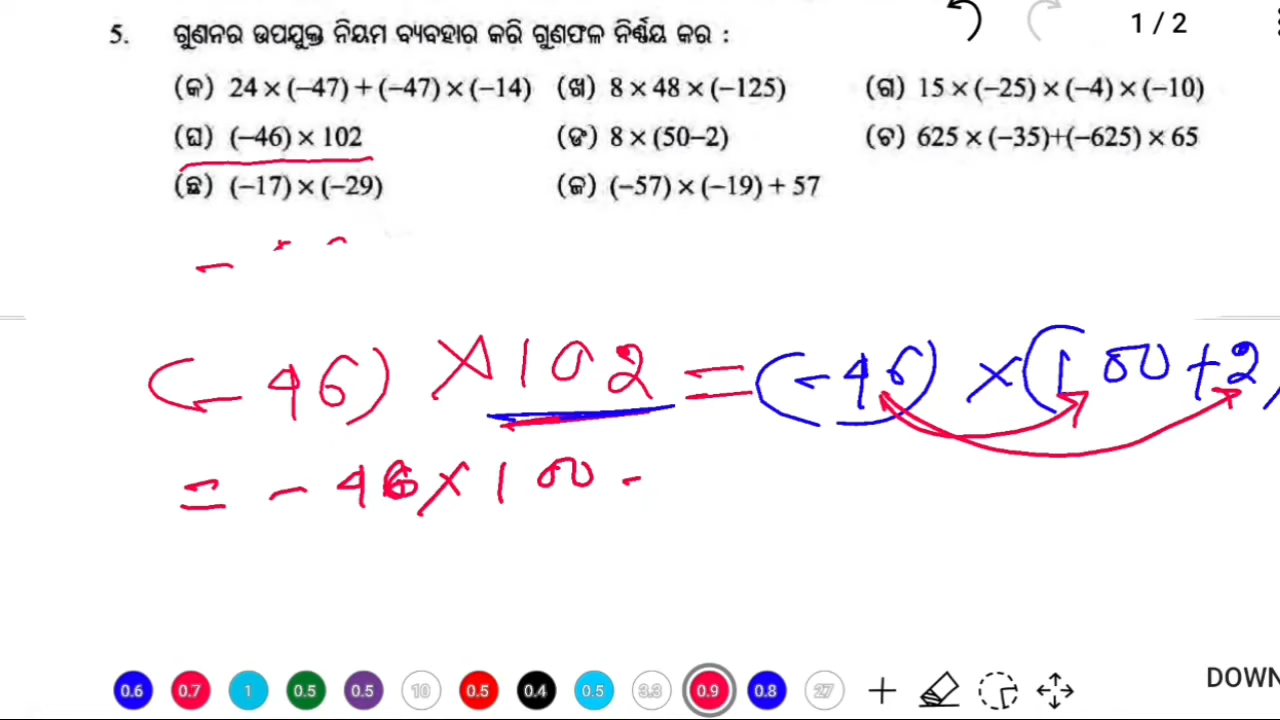 1 / 2
5. ଗୁଣନର ଉପଯୁକ୍ତ ନିୟମ ବ୍ୟବହାର କରି ଗୁଣଫଳ ନିର୍ଣ୍ଣୟ କର :
(କ) 24 × (–47) + (–47) × (–14) (ଖ) 8 × 48 × (–125) (ଗ) 15 × (–25) × (–4) × (–10)
(ଘ) (–46) × 102 (ଙ) 8 × (50–2) (ଚ) 625 × (–35)+(–625) × 65
(ଛ) (–17) × (–29) (ଜ) (–57) × (–19) + 57
(-46) × 102 = (-46) × (100+2)
= -46 × 100 -
0.6 0.7 1 0.5 0.5 10 0.5 0.4 0.5 3.3 0.9 0.8 27 +
DOWN